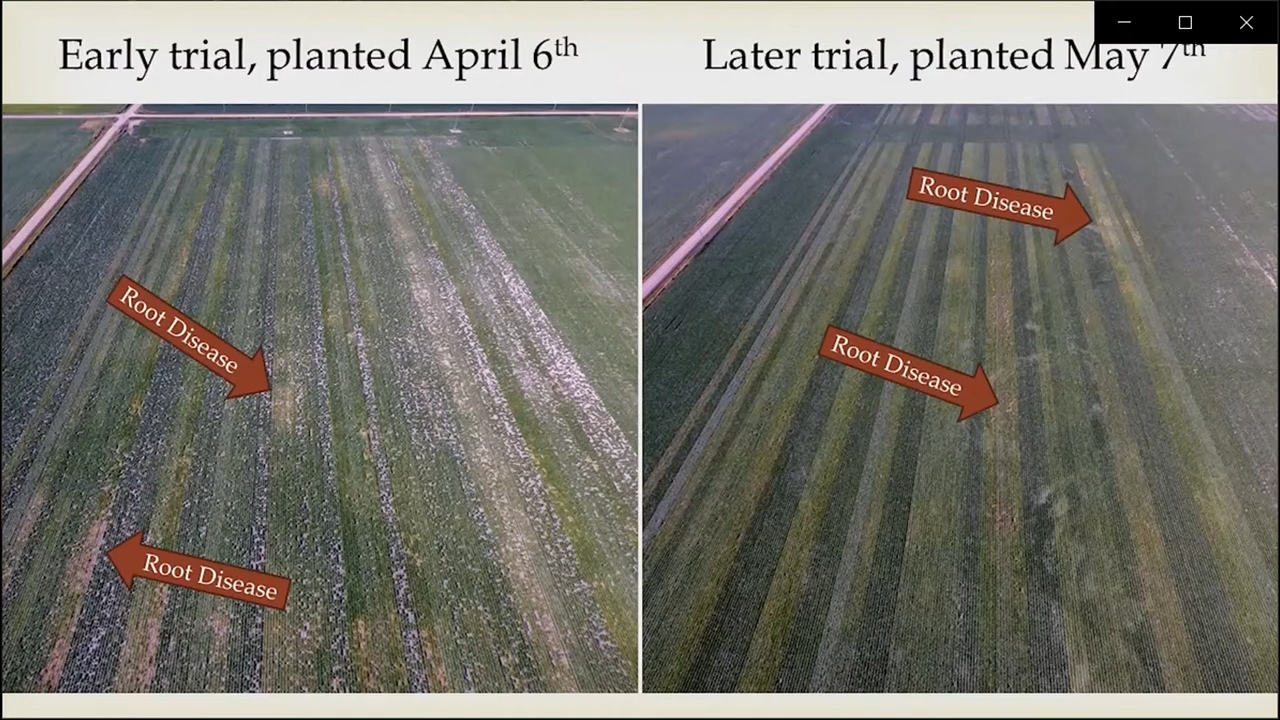 Early trial, planted April 6th
Later trial, planted May 7th
Root Disease
Root Disease
Root Disease
Root Disease